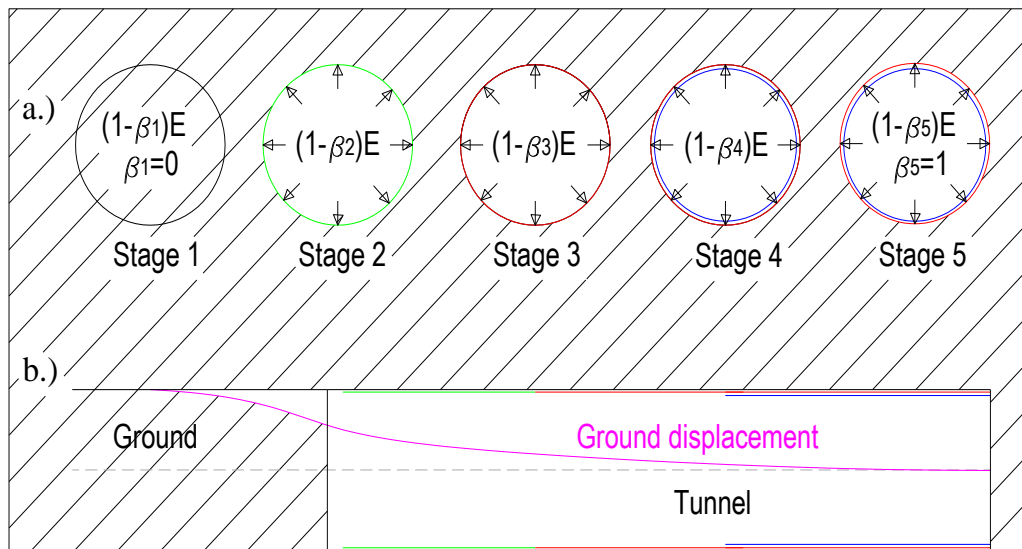 a.)
(1-β1)E
β1=0
(1-β2)E
(1-β3)E
(1-β4)E
(1-β5)E
β5=1
Stage 1
Stage 2
Stage 3
Stage 4
Stage 5
b.)
Ground
Ground displacement
Tunnel